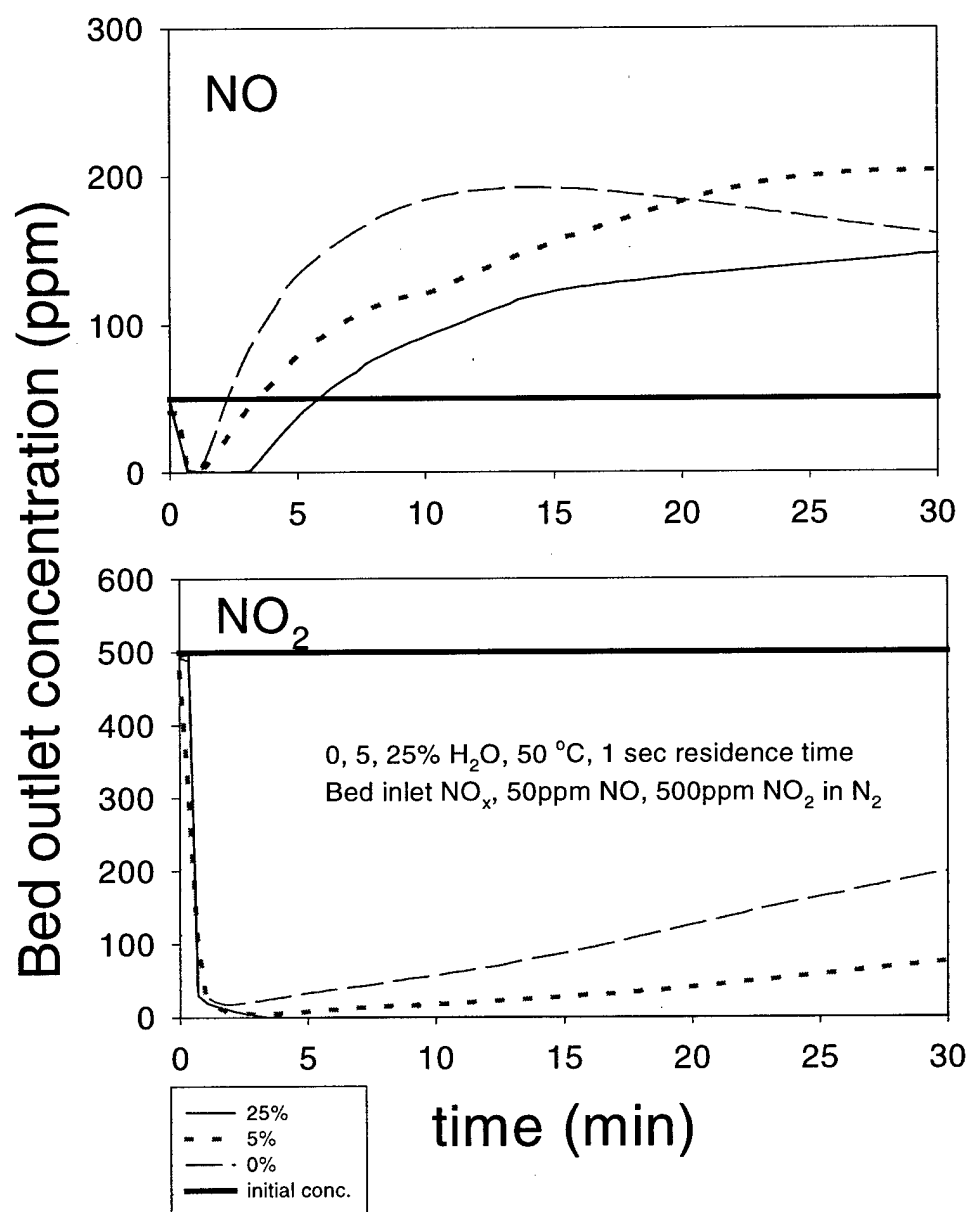 300
NO
200
100
0
0 5 10 15 20 25 30
Bed outlet concentration (ppm)
600
NO₂
500
400
0, 5, 25% H₂O, 50 °C, 1 sec residence time
Bed inlet NOₓ, 50ppm NO, 500ppm NO₂ in N₂
300
200
100
0
0 5 10 15 20 25 30
time (min)
25%
5%
0%
initial conc.